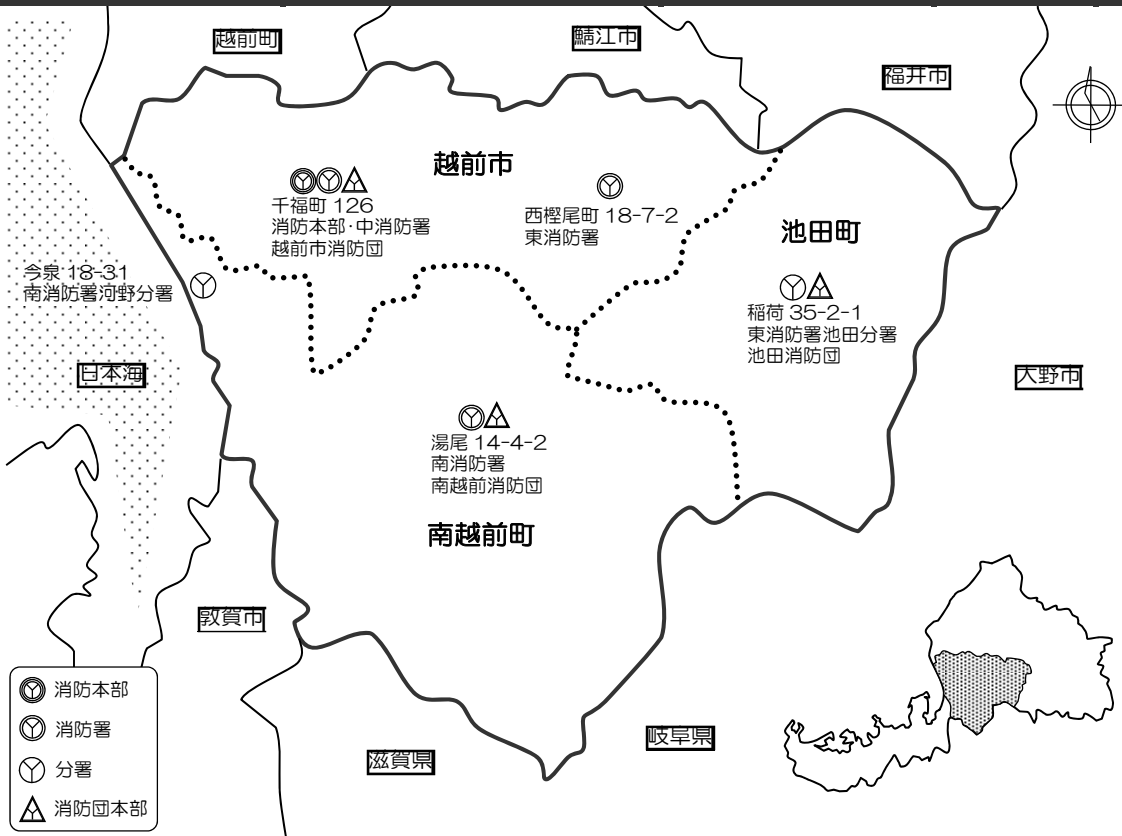 越前町
鯖江市
福井市
越前市
千福町 126
消防本部・中消防署
越前市消防団
西樫尾町 18-7-2
東消防署
池田町
今泉 18-31
南消防署河野分署
稲荷 35-2-1
東消防署池田分署
池田消防団
日本海
大野市
湯尾 14-4-2
南消防署
南越前消防団
南越前町
敦賀市
滋賀県
岐阜県
消防本部
消防署
分署
消防団本部